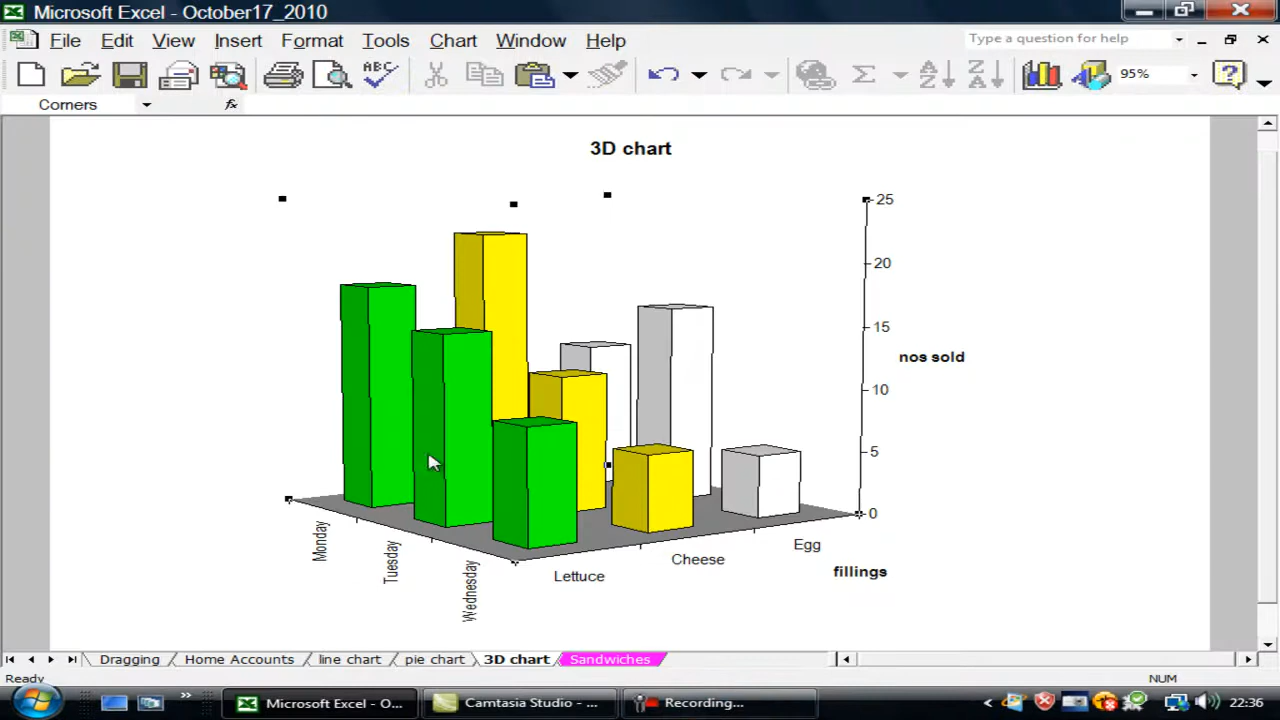 Microsoft Excel - October17_2010
File Edit View Insert Format Tools Chart Window Help
Type a question for help
ABC
Σ
A Z
Z A
95%
?
Corners
fx
3D chart
25
20
15
nos sold
10
5
0
Monday
Tuesday
Wednesday
Lettuce
Cheese
Egg
fillings
Dragging Home Accounts line chart pie chart 3D chart Sandwiches
Ready
NUM
Microsoft Excel - O... Camtasia Studio - ... Recording...
22:36